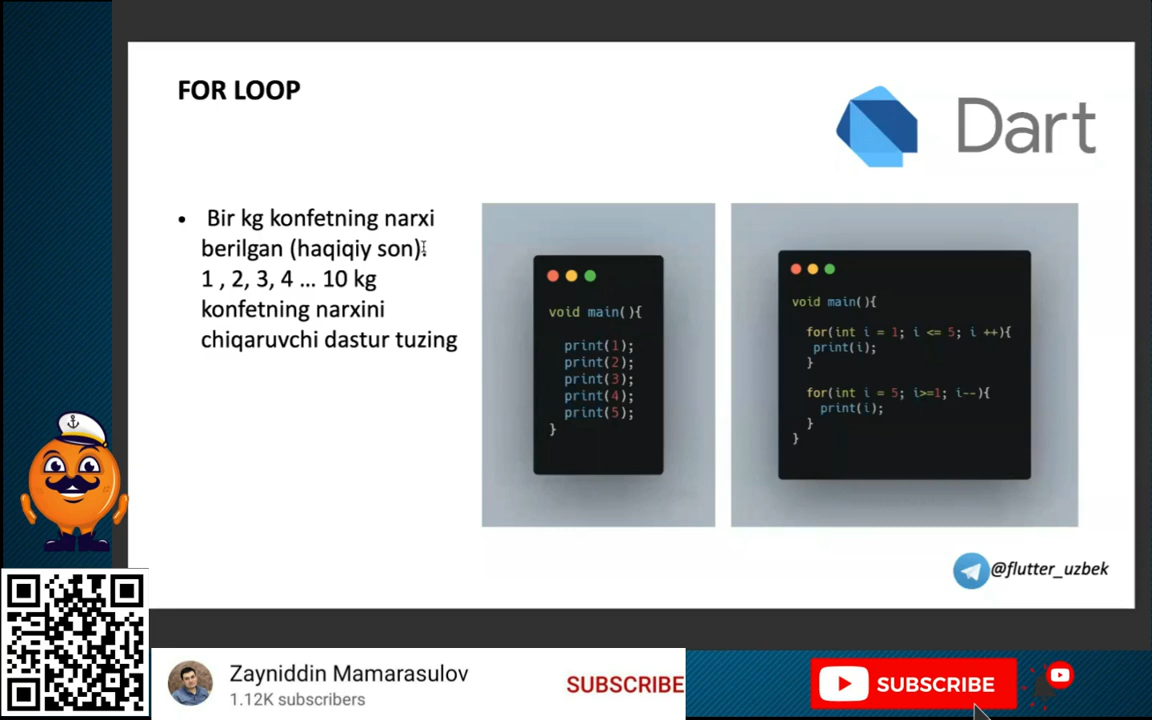 FOR LOOP
Dart
• Bir kg konfetning narxi
berilgan (haqiqiy son).
1 , 2, 3, 4 … 10 kg
konfetning narxini
chiqaruvchi dastur tuzing
void main(){
print(1);
print(2);
print(3);
print(4);
print(5);
}
void main(){
for(int i = 1; i <= 5; i ++){
print(i);
}
for(int i = 5; i>=1; i--){
print(i);
}
}
@flutter_uzbek
Zayniddin Mamarasulov
1.12K subscribers
SUBSCRIBE
SUBSCRIBE